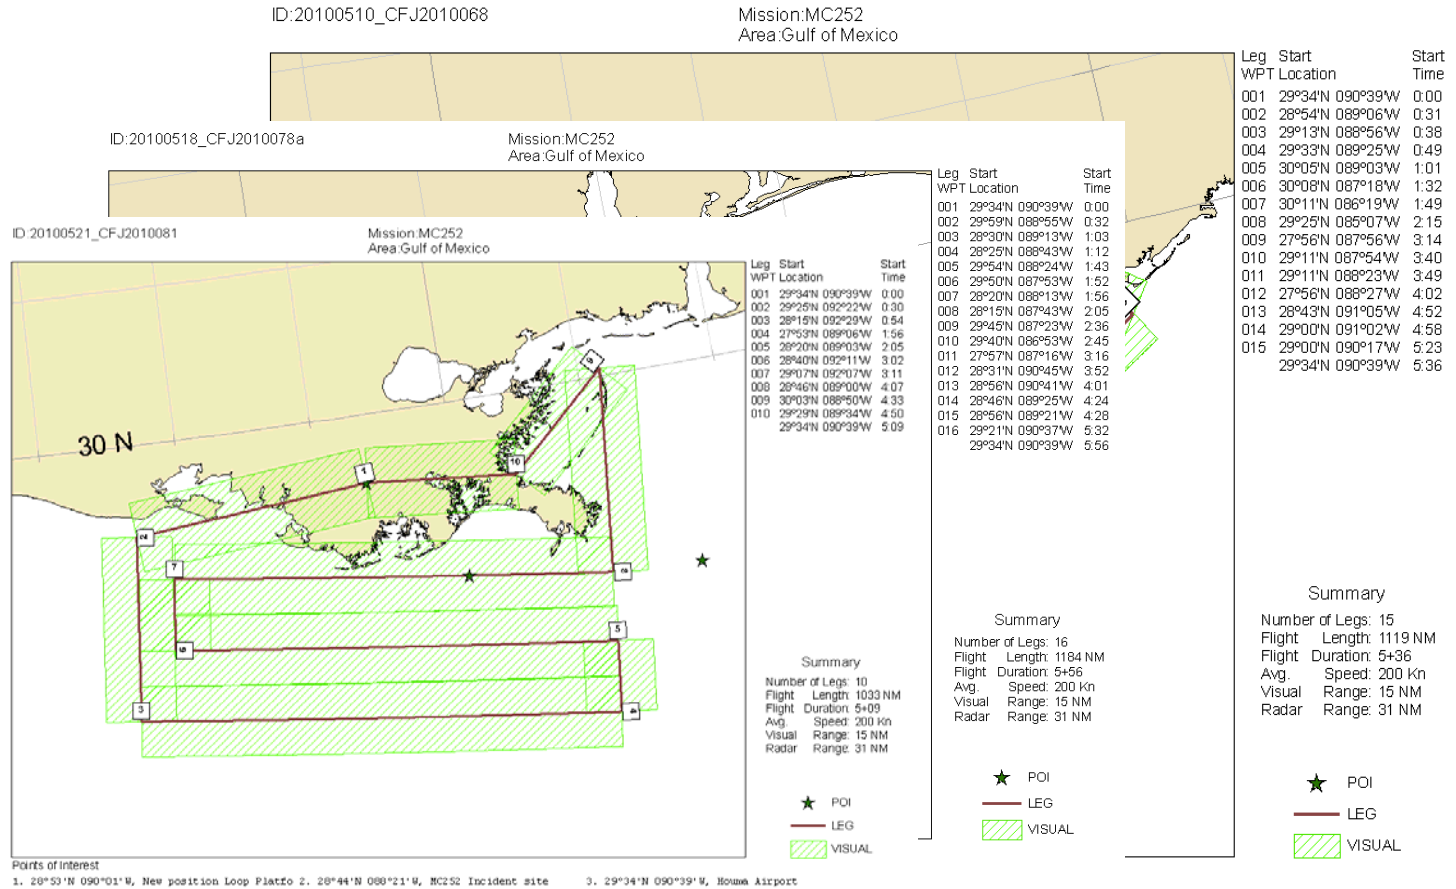 ID:20100510_CFJ2010068
Mission:MC252
Area:Gulf of Mexico
Leg Start Start
WPT Location Time
001 29°34'N 090°39'W 0:00
002 28°54'N 089°06'W 0:31
003 29°13'N 088°56'W 0:38
004 29°33'N 089°25'W 0:49
005 30°05'N 089°03'W 1:01
006 30°08'N 087°18'W 1:32
007 30°11'N 086°19'W 1:49
008 29°25'N 085°07'W 2:15
009 27°56'N 087°56'W 3:14
010 29°11'N 087°54'W 3:40
011 29°11'N 088°23'W 3:49
012 27°56'N 088°27'W 4:02
013 28°43'N 091°05'W 4:52
014 29°00'N 091°02'W 4:58
015 29°00'N 090°17'W 5:23
29°34'N 090°39'W 5:36
Summary
Number of Legs: 15
Flight Length: 1119 NM
Flight Duration: 5+36
Avg. Speed: 200 Kn
Visual Range: 15 NM
Radar Range: 31 NM
POI
LEG
VISUAL
ID:20100518_CFJ2010078a
Mission:MC252
Area:Gulf of Mexico
Leg Start Start
WPT Location Time
001 29°34'N 090°39'W 0:00
002 29°59'N 088°55'W 0:32
003 28°30'N 089°13'W 1:03
004 28°25'N 088°43'W 1:12
005 29°54'N 088°24'W 1:43
006 29°50'N 087°53'W 1:52
007 28°20'N 088°13'W 1:56
008 28°15'N 087°43'W 2:05
009 29°45'N 087°23'W 2:36
010 29°40'N 086°53'W 2:45
011 27°57'N 087°16'W 3:16
012 28°31'N 090°45'W 3:52
013 28°56'N 090°41'W 4:01
014 28°46'N 089°25'W 4:24
015 28°56'N 089°21'W 4:28
016 29°21'N 090°37'W 5:32
29°34'N 090°39'W 5:56
Summary
Number of Legs: 16
Flight Length: 1184 NM
Flight Duration: 5+56
Avg. Speed: 200 Kn
Visual Range: 15 NM
Radar Range: 31 NM
POI
LEG
VISUAL
ID:20100521_CFJ2010081
Mission:MC252
Area:Gulf of Mexico
Leg Start Start
WPT Location Time
001 29°34'N 090°39'W 0:00
002 29°25'N 092°22'W 0:30
003 28°15'N 092°29'W 0:54
004 27°53'N 089°06'W 1:56
005 28°20'N 089°03'W 2:05
006 28°40'N 092°11'W 3:02
007 29°07'N 092°07'W 3:11
008 28°46'N 089°00'W 4:07
009 30°03'N 088°50'W 4:33
010 29°29'N 089°34'W 4:50
29°34'N 090°39'W 5:09
30 N
9
1
10
2
7
8
5
6
3
4
Summary
Number of Legs: 10
Flight Length: 1033 NM
Flight Duration: 5+09
Avg. Speed: 200 Kn
Visual Range: 15 NM
Radar Range: 31 NM
POI
LEG
VISUAL
Points of Interest
1. 28°53'N 090°01'W, New position Loop Platfo 2. 28°44'N 088°21'W, MC252 Incident site 3. 29°34'N 090°39'W, Houma Airport